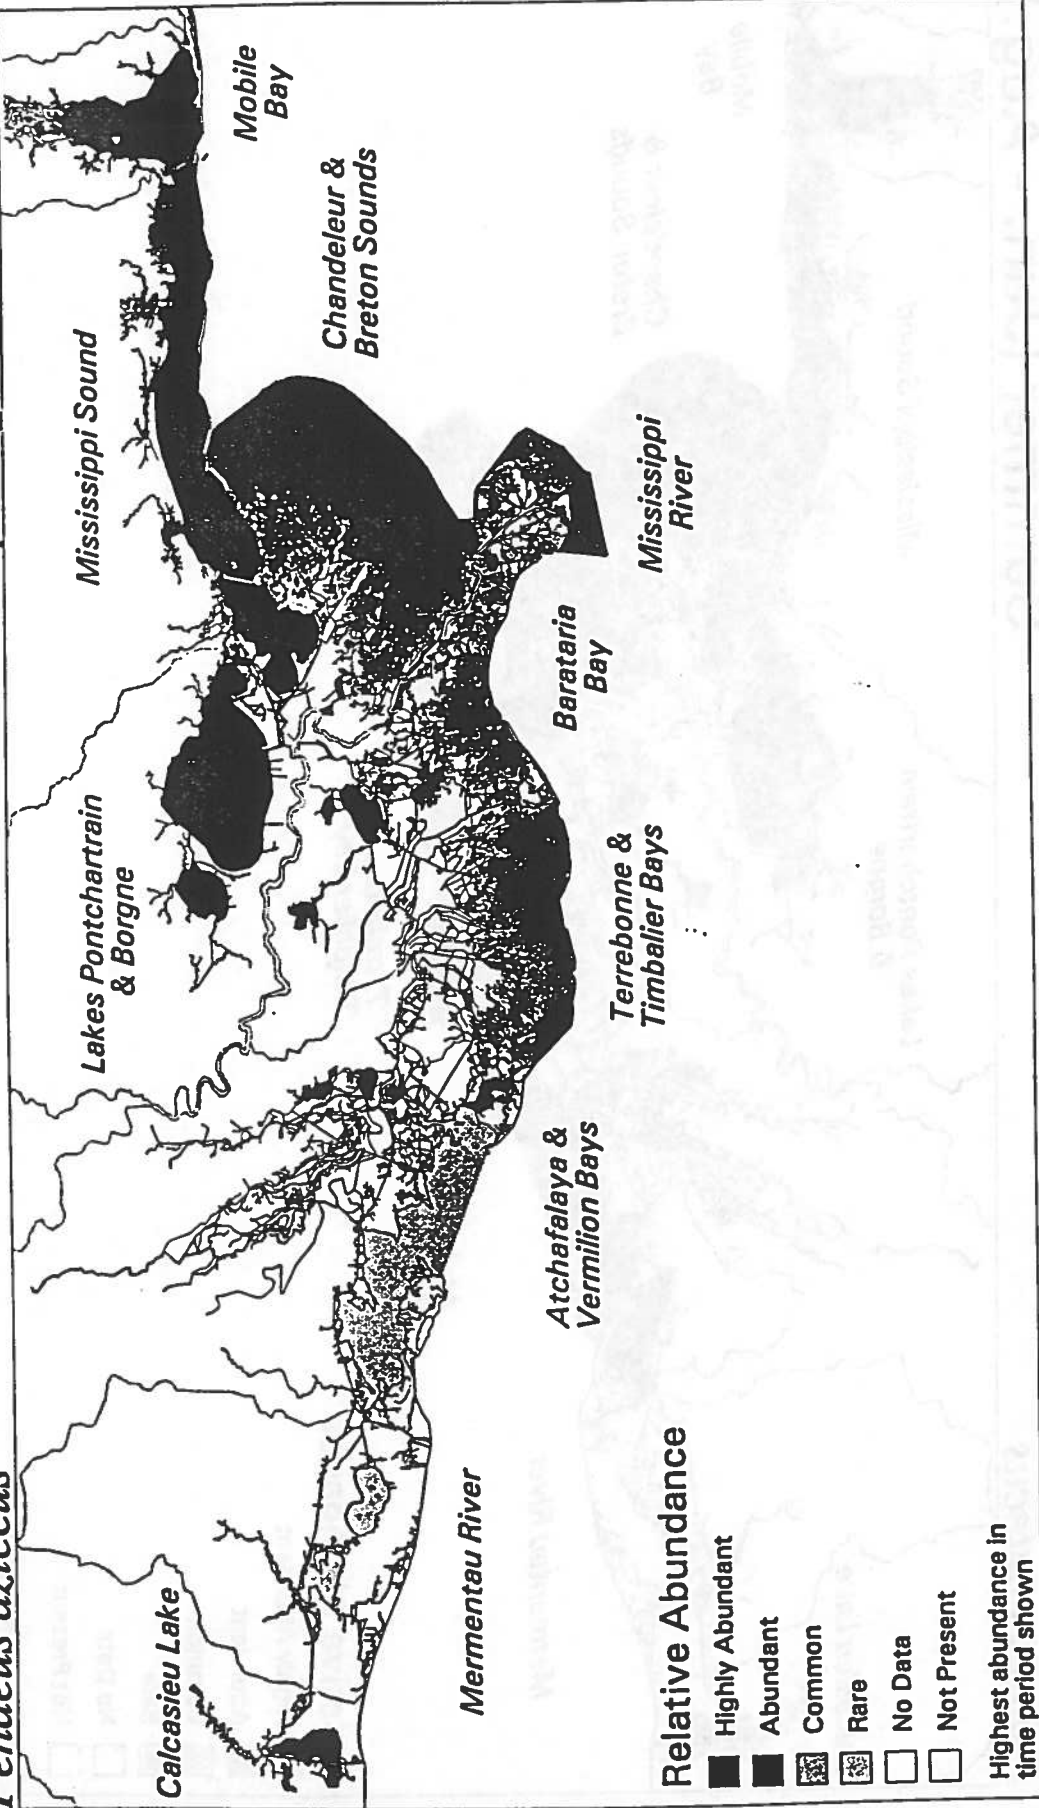 Penaeus aztecus
Mobile
Bay
Chandeleur &
Breton Sounds
Mississippi Sound
Mississippi
River
Barataria
Bay
Lakes Pontchartrain
& Borgne
Terrebonne &
Timbalier Bays
Atchafalaya &
Vermilion Bays
Mermentau River
Calcasieu Lake
Relative Abundance
Highly Abundant
Abundant
Common
Rare
No Data
Not Present
Highest abundance in
time period shown